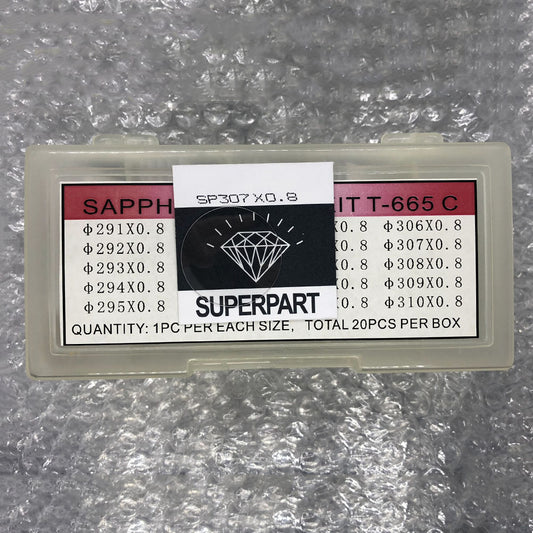 SP307X0.8
SAPPH IT T-665 C
Φ291X0.8 X0.8 Φ306X0.8
Φ292X0.8 X0.8 Φ307X0.8
Φ293X0.8 X0.8 Φ308X0.8
Φ294X0.8 X0.8 Φ309X0.8
Φ295X0.8 X0.8 Φ310X0.8
SUPERPART
QUANTITY: 1PC PER EACH SIZE, TOTAL 20PCS PER BOX